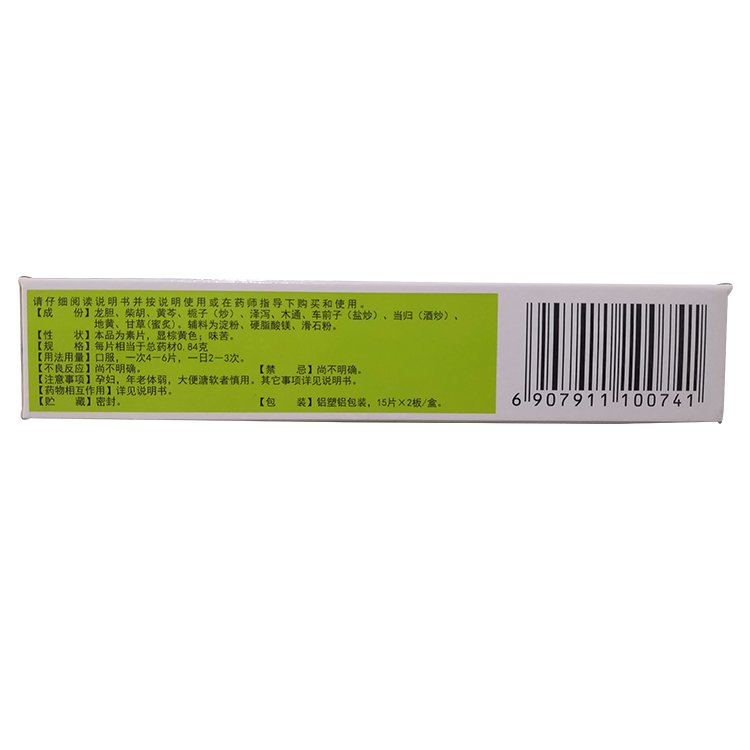 请仔细阅读说明书并按说明使用或在药师指导下购买和使用。
【成 份】龙胆、柴胡、黄芩、栀子（炒）、泽泻、木通、车前子（盐炒）、当归（酒炒）、
地黄、甘草(蜜炙)。辅料为淀粉、硬脂酸镁、滑石粉。
【性 状】本品为素片，显棕黄色；味苦。
【规 格】每片相当于总药材0.84克
【用法用量】口服，一次4-6片，一日2-3次。
【不良反应】尚不明确。 【禁 忌】尚不明确。
【注意事项】孕妇，年老体弱，大便溏软者慎用。其它事项详见说明书。
【药物相互作用】详见说明书。
【贮 藏】密封。 【包 装】铝塑铝包装，15片×2板/盒。
6 907911 100741